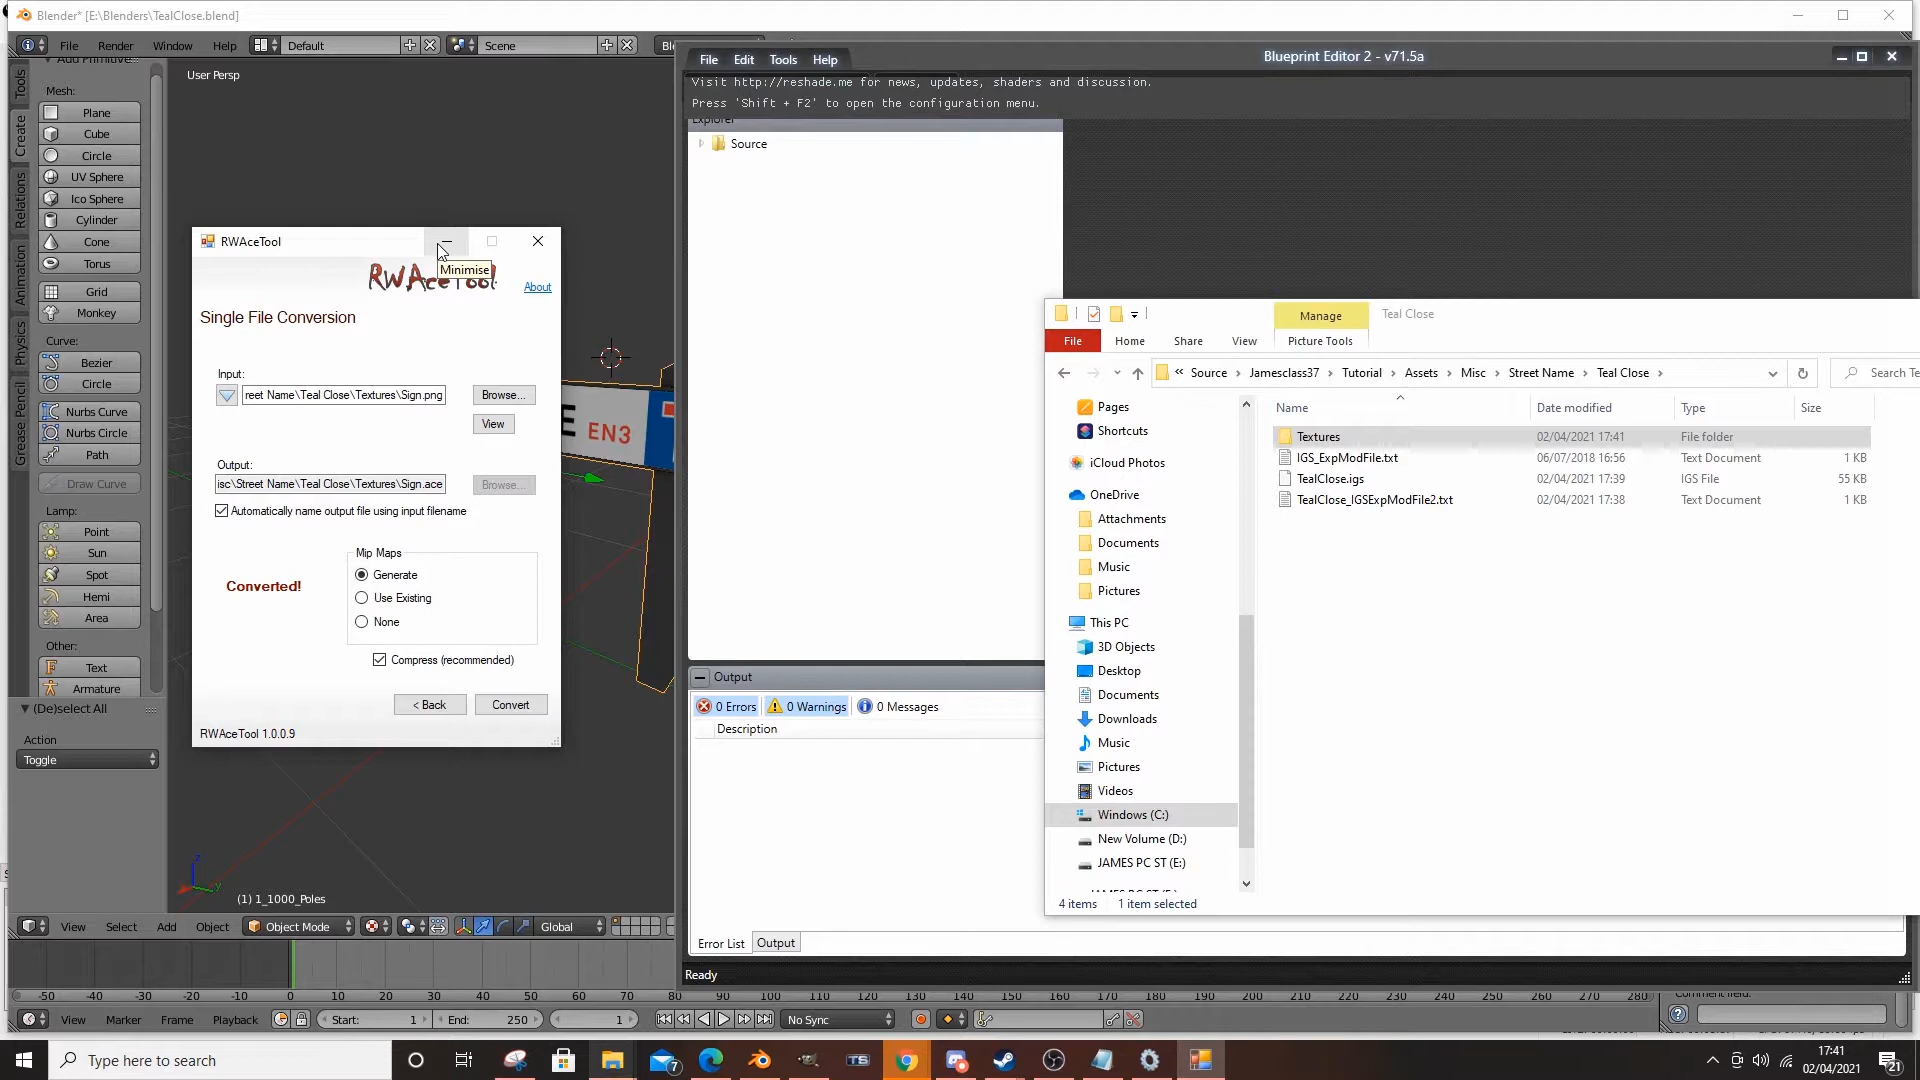 Blender* [E:\Blenders\TealClose.blend]
File Render Window Help Default Scene
Add Primitive
Mesh:
Plane
Cube
Circle
UV Sphere
Ico Sphere
Cylinder
Cone
Torus
Grid
Monkey
Curve:
Bezier
Circle
Nurbs Curve
Nurbs Circle
Path
Draw Curve
Lamp:
Point
Sun
Spot
Hemi
Area
Other:
Text
Armature
Tools
Create
Relations
Animation
Physics
Grease Pencil
(De)select All
Action
Toggle
User Persp
RWAceTool
Minimise
RWAceTool
About
Single File Conversion
Input:
reet Name\Teal Close\Textures\Sign.png
Browse...
View
Output:
isc\Street Name\Teal Close\Textures\Sign.ace
Browse...
Automatically name output file using input filename
Mip Maps
Generate
Converted!
Use Existing
None
Compress (recommended)
< Back Convert
RWAceTool 1.0.0.9
E EN3
(1) 1_1000_Poles
View Select Add Object Object Mode Global
-50 -40 -30 -20 -10 0 10 20 30 40 50 60 70 80 90 100 110 120 130 140 150 160 170 180 190 200 210 220 230 240 250 260 270 280
View Marker Frame Playback Start: 1 End: 250 1 No Sync
File Edit Tools Help
Blueprint Editor 2 - v71.5a
Visit http://reshade.me for news, updates, shaders and discussion.
Press 'Shift + F2' to open the configuration menu.
Explorer
Source
Output
0 Errors 0 Warnings 0 Messages
Description
Error List Output
Ready
Manage Teal Close
File Home Share View Picture Tools
« Source Jamesclass37 Tutorial Assets Misc Street Name Teal Close
Search Te
Name Date modified Type Size
Textures 02/04/2021 17:41 File folder
IGS_ExpModFile.txt 06/07/2018 16:56 Text Document 1 KB
TealClose.igs 02/04/2021 17:39 IGS File 55 KB
TealClose_IGSExpModFile2.txt 02/04/2021 17:38 Text Document 1 KB
Pages
Shortcuts
iCloud Photos
OneDrive
Attachments
Documents
Music
Pictures
This PC
3D Objects
Desktop
Documents
Downloads
Music
Pictures
Videos
Windows (C:)
New Volume (D:)
JAMES PC ST (E:)
4 items 1 item selected
Type here to search
7
TS
17:41
02/04/2021
21